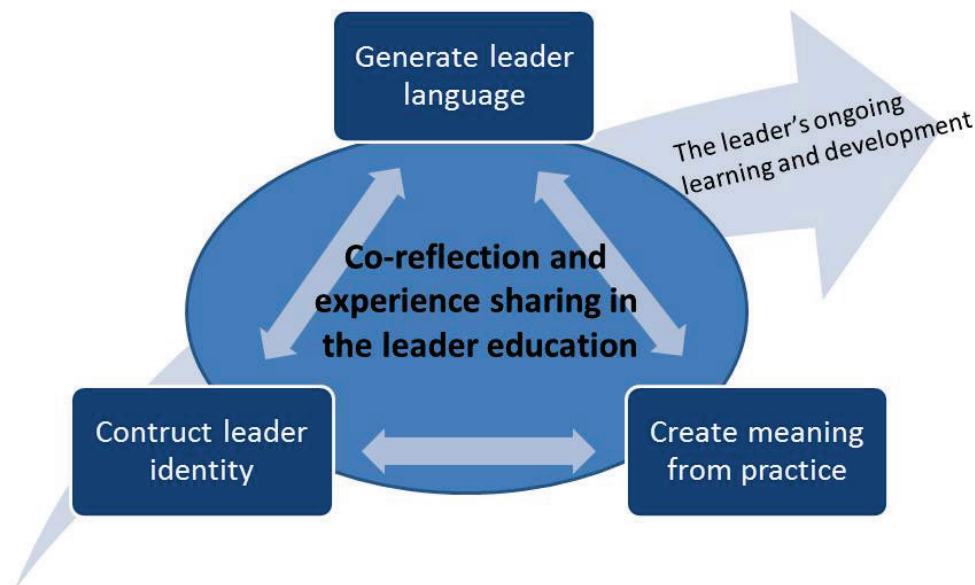 Generate leader
language
The leader's ongoing
learning and development
Co-reflection and
experience sharing in
the leader education
Contruct leader
identity
Create meaning
from practice